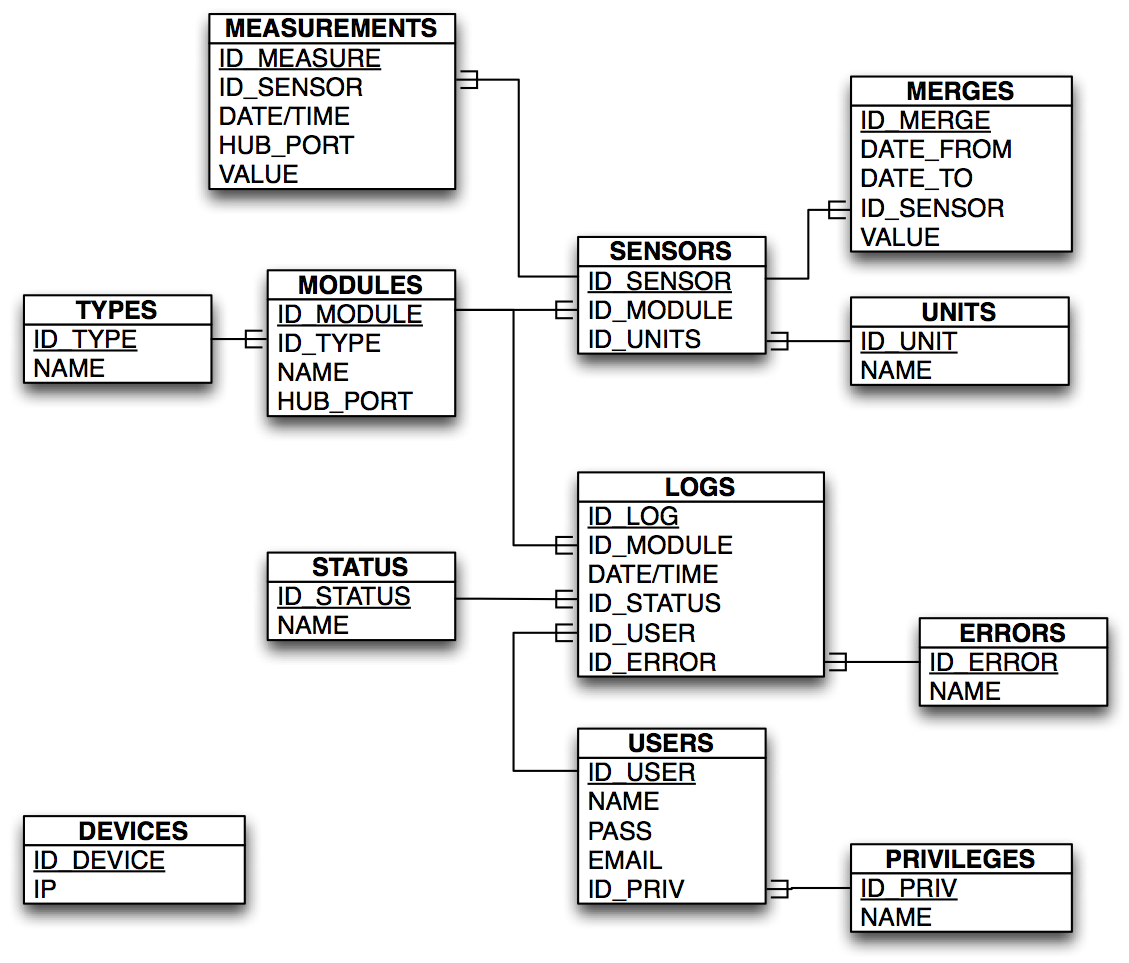 MEASUREMENTS
ID_MEASURE
ID_SENSOR
DATE/TIME
HUB_PORT
VALUE
MERGES
ID_MERGE
DATE_FROM
DATE_TO
ID_SENSOR
VALUE
SENSORS
ID_SENSOR
ID_MODULE
ID_UNITS
MODULES
ID_MODULE
ID_TYPE
NAME
HUB_PORT
TYPES
ID_TYPE
NAME
UNITS
ID_UNIT
NAME
LOGS
ID_LOG
ID_MODULE
DATE/TIME
ID_STATUS
ID_USER
ID_ERROR
STATUS
ID_STATUS
NAME
ERRORS
ID_ERROR
NAME
USERS
ID_USER
NAME
PASS
EMAIL
ID_PRIV
DEVICES
ID_DEVICE
IP
PRIVILEGES
ID_PRIV
NAME